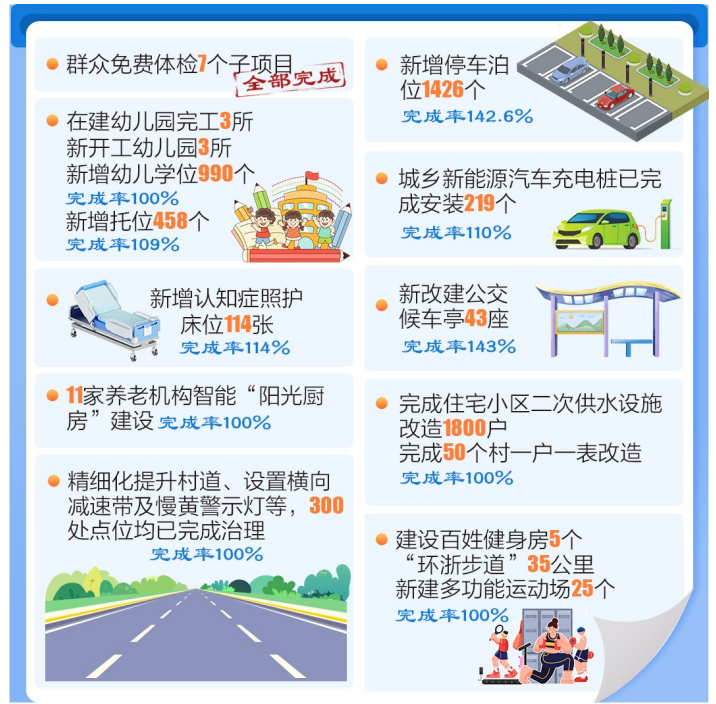 群众免费体检7个子项目
全部完成
在建幼儿园完工3所
新开工幼儿园3所
新增幼儿学位990个
完成率100%
新增托位458个
完成率109%
新增认知症照护
床位114张
完成率114%
11家养老机构智能“阳光厨
房”建设 完成率100%
精细化提升村道、设置横向
减速带及慢黄警示灯等，300
处点位均已完成治理
完成率100%
新增停车泊
位1426个
完成率142.6%
城乡新能源汽车充电桩已完
成安装219个
完成率110%
新改建公交
候车亭43座
完成率143%
完成住宅小区二次供水设施
改造1800户
完成50个村一户一表改造
完成率100%
建设百姓健身房5个
“环浙步道”35公里
新建多功能运动场25个
完成率100%